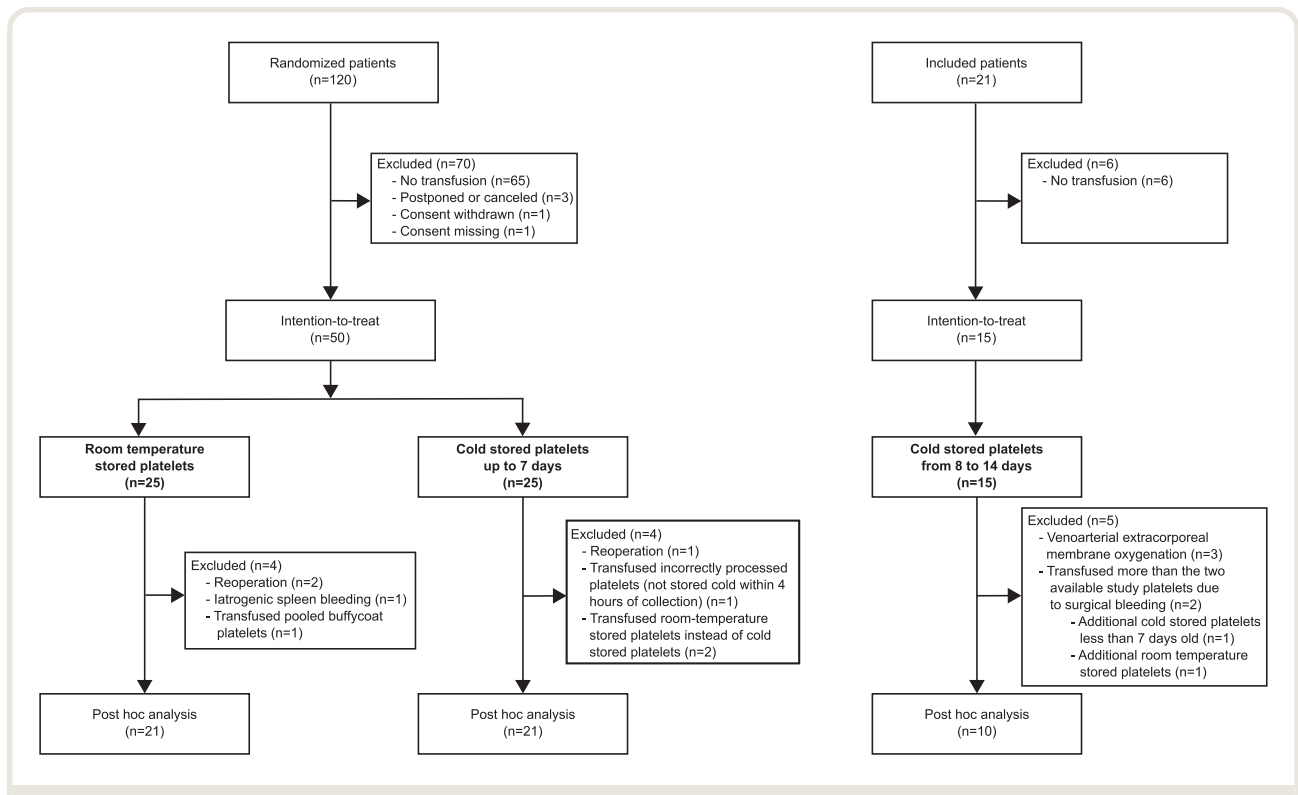 Randomized patients
(n=120)
Excluded (n=70)
- No transfusion (n=65)
- Postponed or canceled (n=3)
- Consent withdrawn (n=1)
- Consent missing (n=1)
Intention-to-treat
(n=50)
Room temperature
stored platelets
(n=25)
Excluded (n=4)
- Reoperation (n=2)
- Iatrogenic spleen bleeding (n=1)
- Transfused pooled buffycoat
platelets (n=1)
Post hoc analysis
(n=21)
Cold stored platelets
up to 7 days
(n=25)
Excluded (n=4)
- Reoperation (n=1)
- Transfused incorrectly processed
platelets (not stored cold within 4
hours of collection) (n=1)
- Transfused room-temperature
stored platelets instead of cold
stored platelets (n=2)
Post hoc analysis
(n=21)
Included patients
(n=21)
Excluded (n=6)
- No transfusion (n=6)
Intention-to-treat
(n=15)
Cold stored platelets
from 8 to 14 days
(n=15)
Excluded (n=5)
- Venoarterial extracorporeal
membrane oxygenation (n=3)
- Transfused more than the two
available study platelets due
to surgical bleeding (n=2)
- Additional cold stored platelets
less than 7 days old (n=1)
- Additional room temperature
stored platelets (n=1)
Post hoc analysis
(n=10)